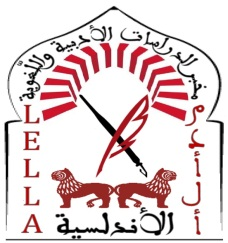 مخبر الدراسات الأدبية واللغوية
LELLA
م د أ ل أ
الأندلسية